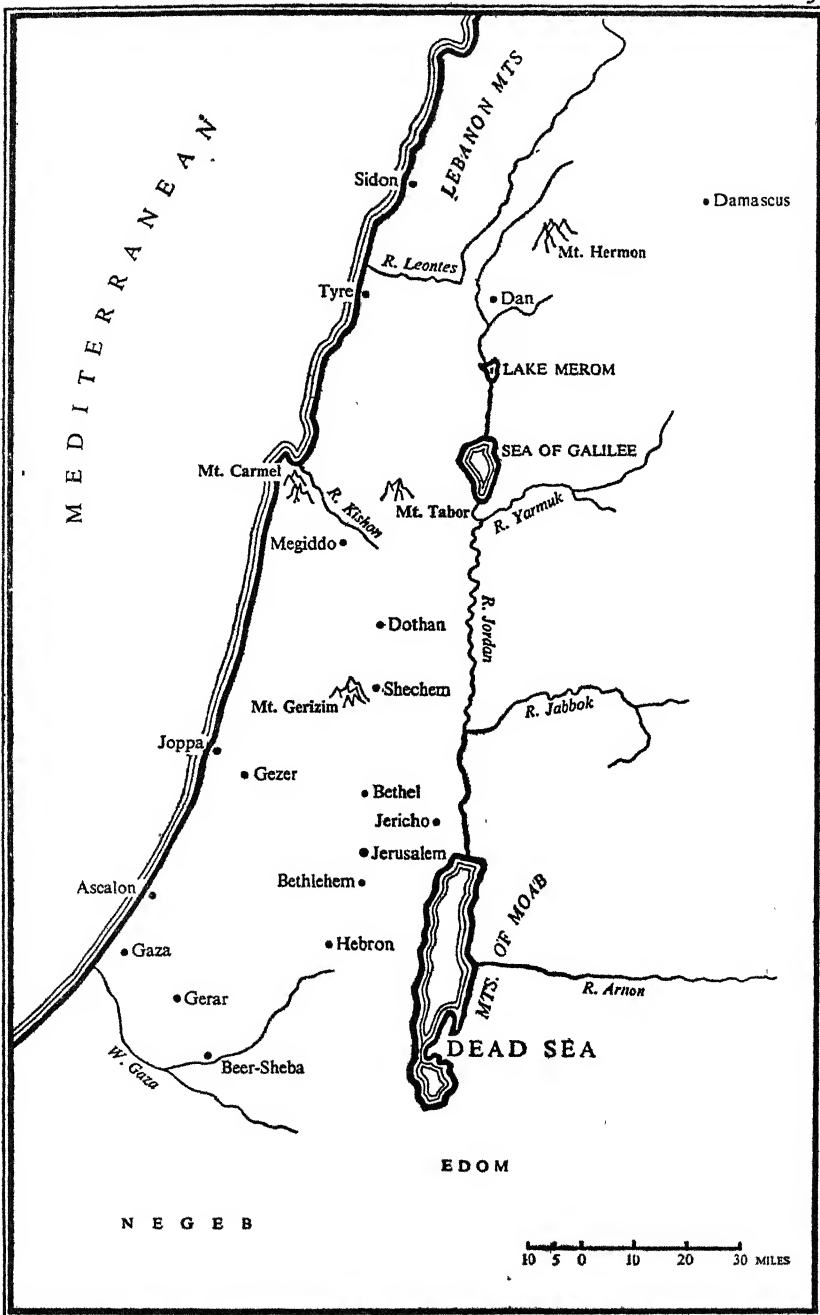 LEBANON MTS
MEDITERRANEAN
Sidon
Damascus
Mt. Hermon
R. Leontes
Tyre
Dan
LAKE MEROM
SEA OF GALILEE
Mt. Carmel
R. Kishon
Mt. Tabor
R. Yarmuk
Megiddo
R. Jordan
Dothan
Shechem
Mt. Gerizim
R. Jabbok
Joppa
Gezer
Bethel
Jericho
Jerusalem
Bethlehem
Ascalon
MTS. OF MOAB
Gaza
Hebron
R. Arnon
Gerar
DEAD SEA
Beer-Sheba
W. Gaza
EDOM
NEGEB
10 5 0 10 20 30 MILES